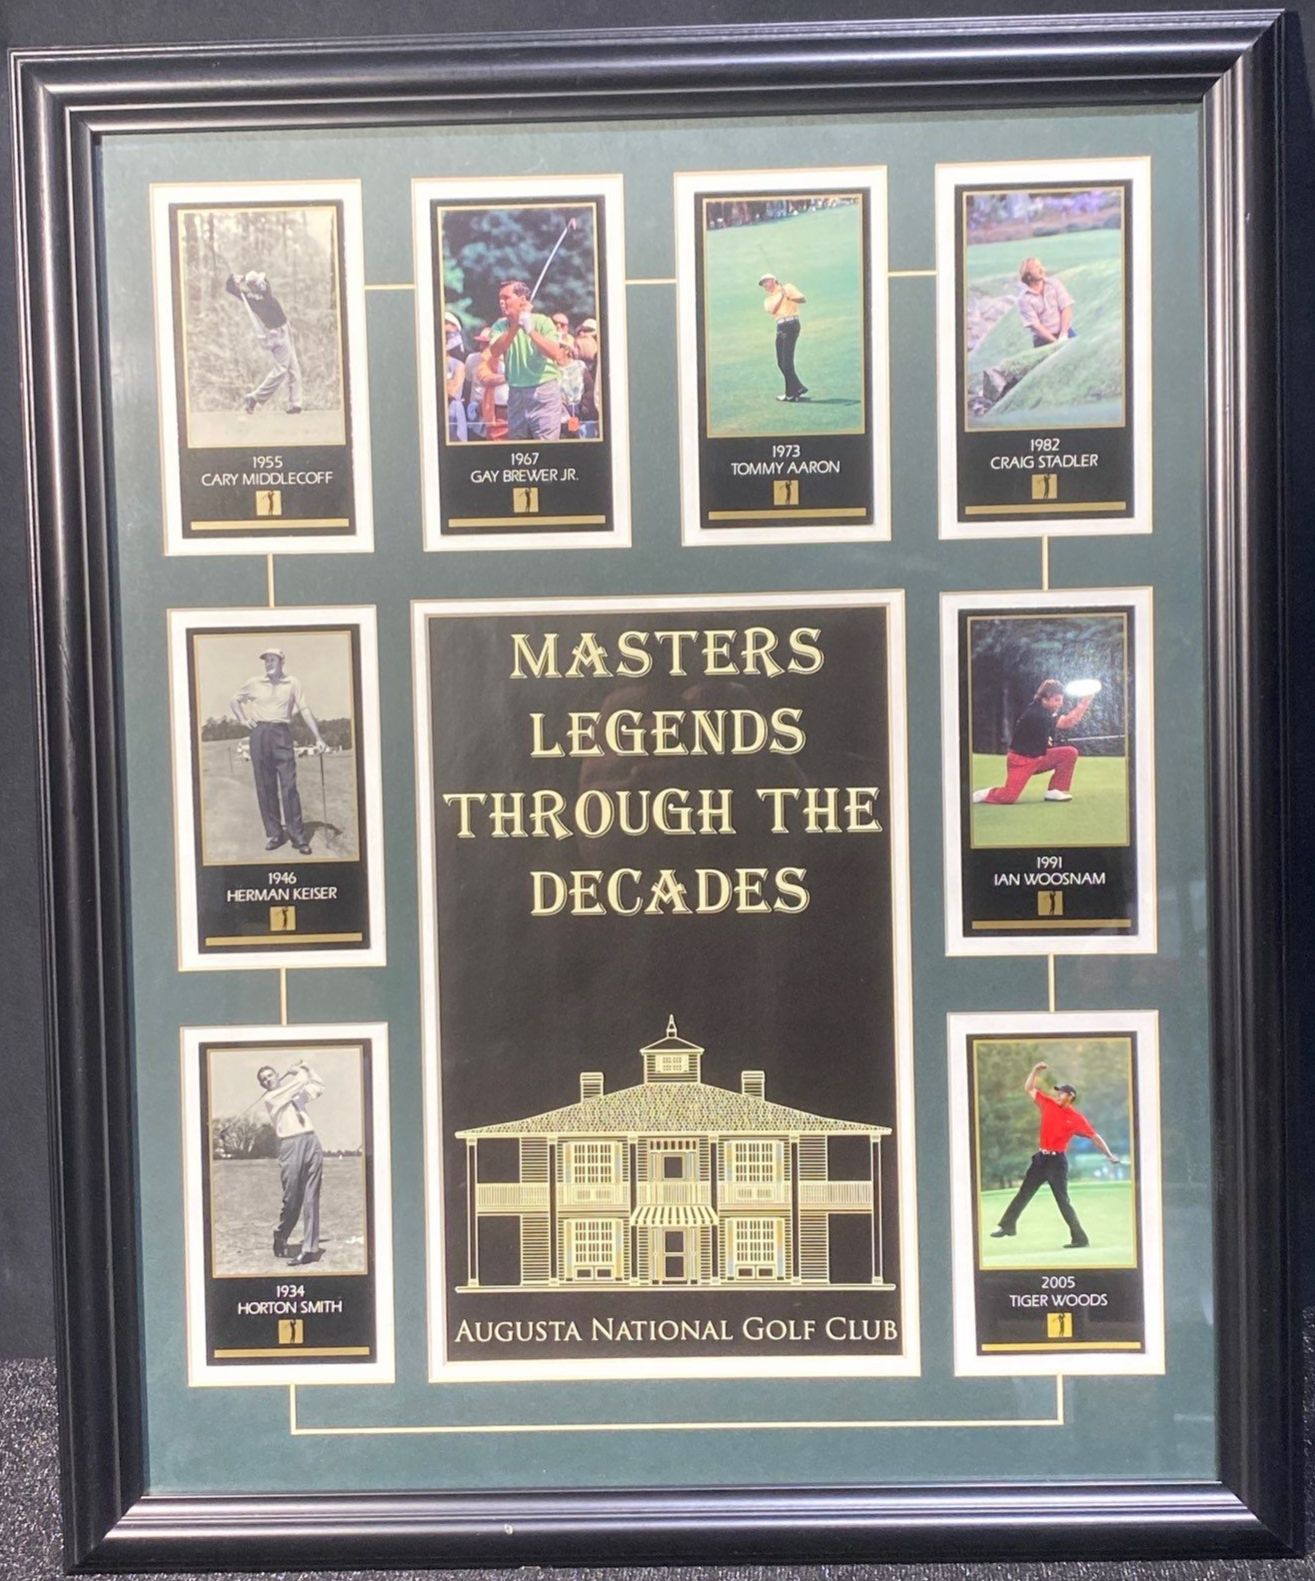 1955
CARY MIDDLECOFF
1967
GAY BREWER JR.
1973
TOMMY AARON
1982
CRAIG STADLER
1946
HERMAN KEISER
MASTERS
LEGENDS
THROUGH THE
DECADES
1991
IAN WOOSNAM
1934
HORTON SMITH
AUGUSTA NATIONAL GOLF CLUB
2005
TIGER WOODS